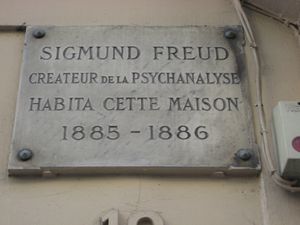 SIGMUND FREUD
CREATEUR DE LA PSYCHANALYSE
HABITA CETTE MAISON
1885 - 1886